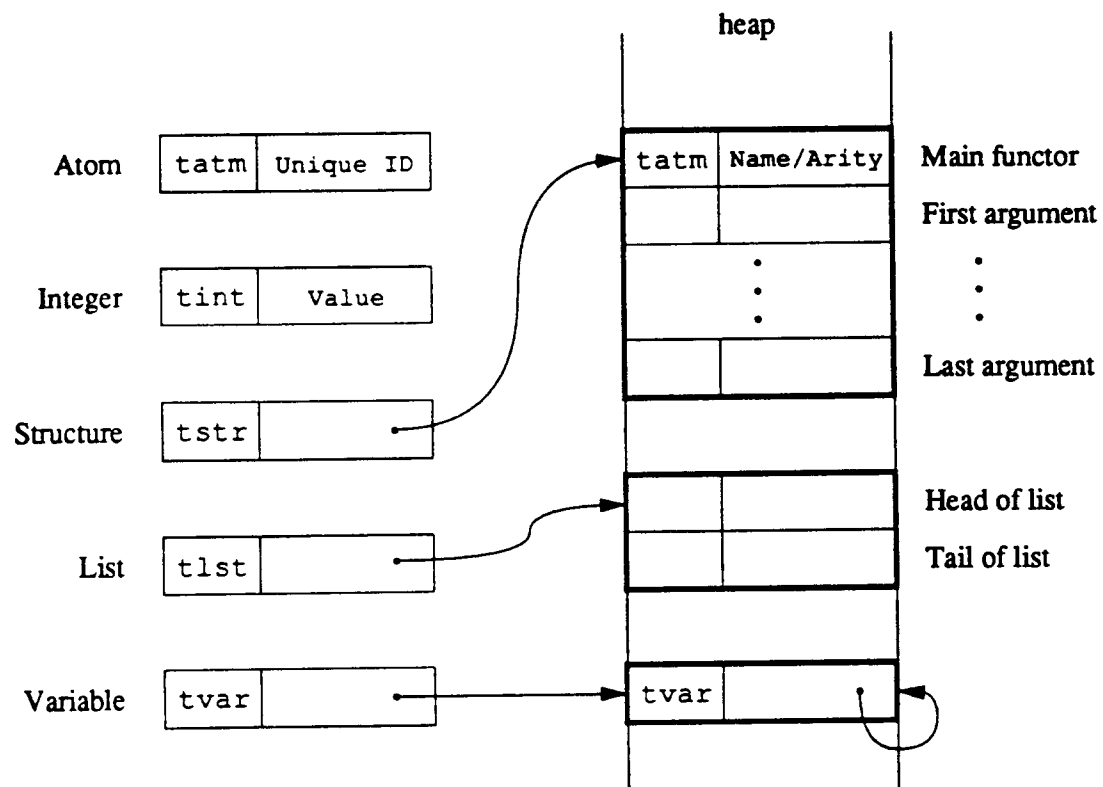 heap
Atom tatm Unique ID tatm Name/Arity Main functor
First argument
Integer tint Value
Last argument
Structure tstr
Head of list
List tlst Tail of list
Variable tvar tvar